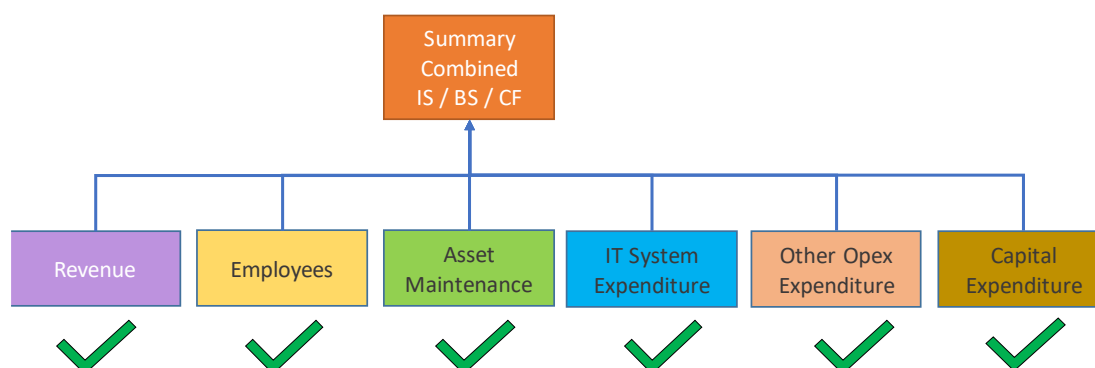 Summary
Combined
IS / BS / CF
Revenue
Employees
Asset
Maintenance
IT System
Expenditure
Other Opex
Expenditure
Capital
Expenditure